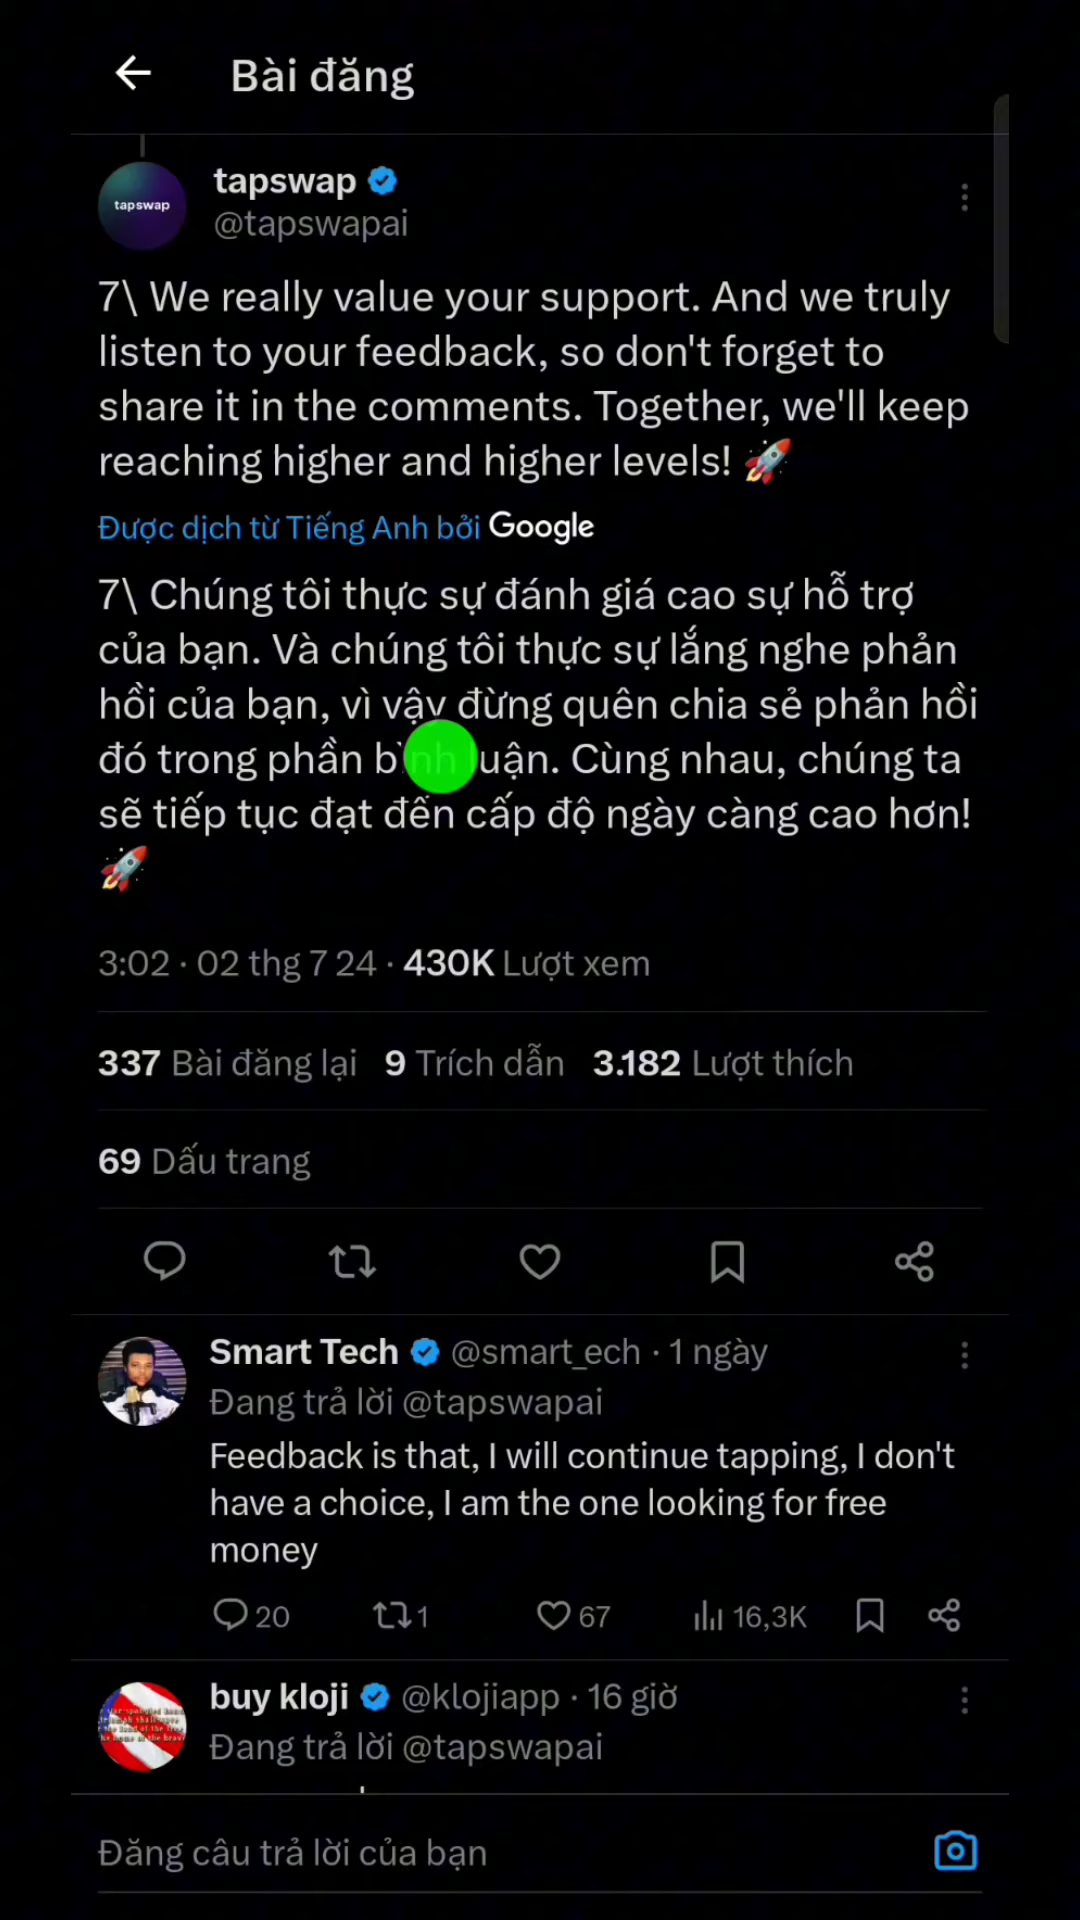 Bài đăng
tapswap
tapswap
@tapswapai
7\ We really value your support. And we truly
listen to your feedback, so don't forget to
share it in the comments. Together, we'll keep
reaching higher and higher levels! 🚀
Được dịch từ Tiếng Anh bởi Google
7\ Chúng tôi thực sự đánh giá cao sự hỗ trợ
của bạn. Và chúng tôi thực sự lắng nghe phản
hồi của bạn, vì vậy đừng quên chia sẻ phản hồi
đó trong phần bình luận. Cùng nhau, chúng ta
sẽ tiếp tục đạt đến cấp độ ngày càng cao hơn!
🚀
3:02 · 02 thg 7 24 · 430K Lượt xem
337 Bài đăng lại 9 Trích dẫn 3.182 Lượt thích
69 Dấu trang
Smart Tech @smart_ech · 1 ngày
Đang trả lời @tapswapai
Feedback is that, I will continue tapping, I don't
have a choice, I am the one looking for free
money
20 1 67 16,3K
buy kloji @klojiapp · 16 giờ
Đang trả lời @tapswapai
Đăng câu trả lời của bạn